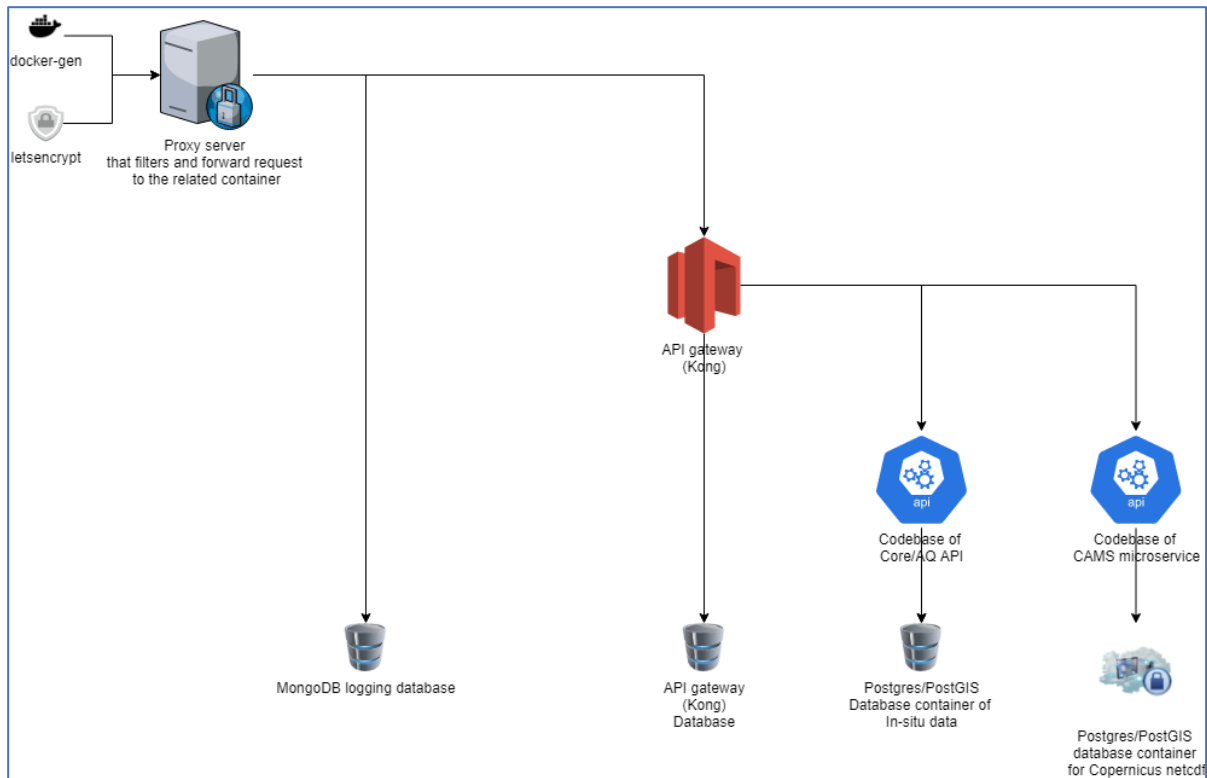 docker-gen
letsencrypt
Proxy server
that filters and forward request
to the related container
API gateway
(Kong)
api
api
Codebase of
Core/AQ API
Codebase of
CAMS microservice
MongoDB logging database
API gateway
(Kong)
Database
Postgres/PostGIS
Database container of
In-situ data
Postgres/PostGIS
database container
for Copernicus netcdf